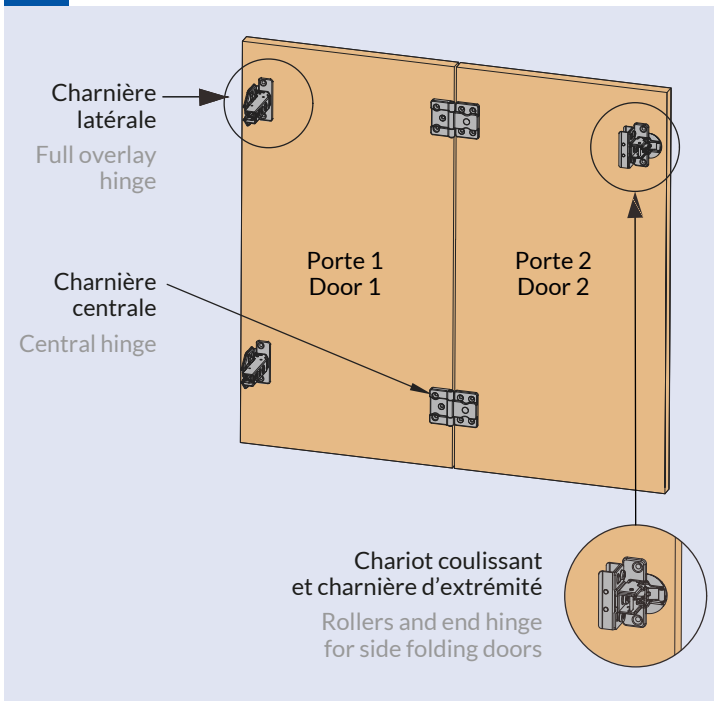 Charnière
latérale
Full overlay
hinge
Porte 1
Door 1
Porte 2
Door 2
Charnière
centrale
Central hinge
Chariot coulissant
et charnière d’extrémité
Rollers and end hinge
for side folding doors